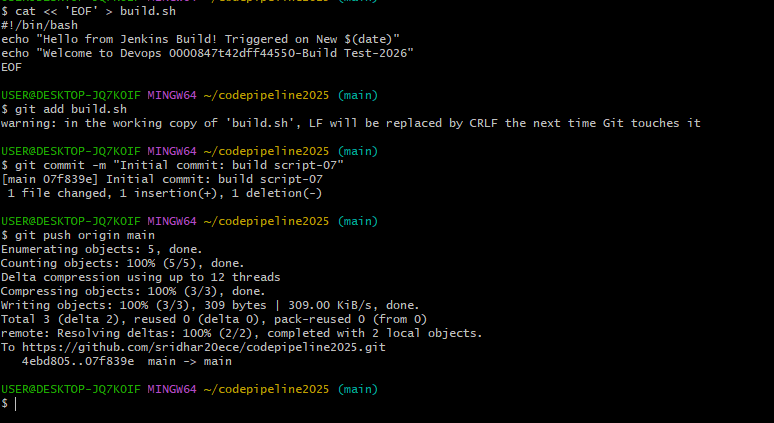 $ cat << 'EOF' > build.sh
#!/bin/bash
echo "Hello from Jenkins Build! Triggered on New $(date)"
echo "Welcome to Devops 0000847t42dff44550-Build Test-2026"
EOF
USER@DESKTOP-JQ7KOIF MINGW64 ~/codepipeline2025 (main)
$ git add build.sh
warning: in the working copy of 'build.sh', LF will be replaced by CRLF the next time Git touches it
USER@DESKTOP-JQ7KOIF MINGW64 ~/codepipeline2025 (main)
$ git commit -m "Initial commit: build script-07"
[main 07f839e] Initial commit: build script-07
 1 file changed, 1 insertion(+), 1 deletion(-)
USER@DESKTOP-JQ7KOIF MINGW64 ~/codepipeline2025 (main)
$ git push origin main
Enumerating objects: 5, done.
Counting objects: 100% (5/5), done.
Delta compression using up to 12 threads
Compressing objects: 100% (3/3), done.
Writing objects: 100% (3/3), 309 bytes | 309.00 KiB/s, done.
Total 3 (delta 2), reused 0 (delta 0), pack-reused 0 (from 0)
remote: Resolving deltas: 100% (2/2), completed with 2 local objects.
To https://github.com/sridhar20ece/codepipeline2025.git
   4ebd805..07f839e  main -> main
USER@DESKTOP-JQ7KOIF MINGW64 ~/codepipeline2025 (main)
$